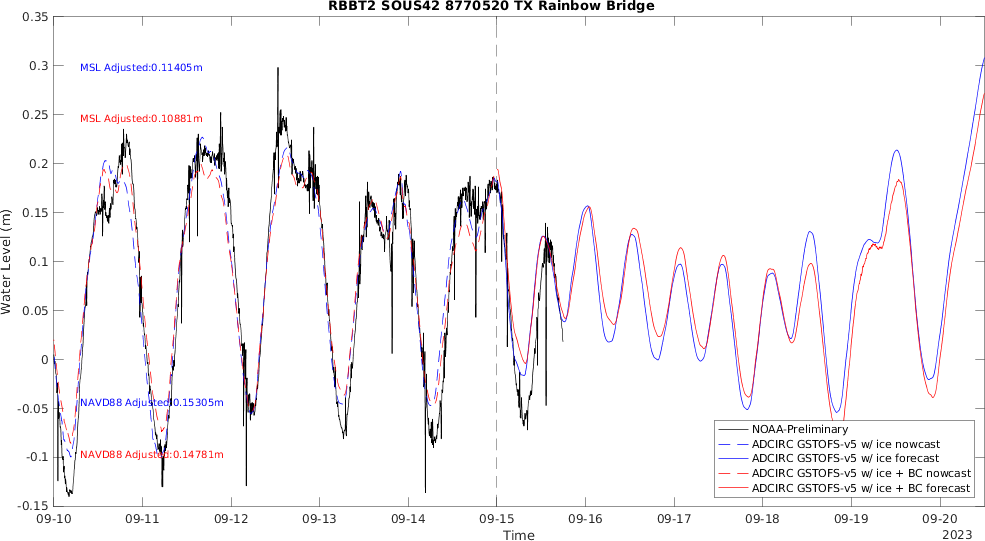 RBBT2 SOUS42 8770520 TX Rainbow Bridge
0.35
0.3
0.25
0.2
0.15
0.1
0.05
0
-0.05
-0.1
-0.15
Water Level (m)
MSL Adjusted:0.11405m
MSL Adjusted:0.10881m
NAVD88 Adjusted:0.15305m
NAVD88 Adjusted:0.14781m
NOAA-Preliminary
ADCIRC GSTOFS-v5 w/ ice nowcast
ADCIRC GSTOFS-v5 w/ ice forecast
ADCIRC GSTOFS-v5 w/ ice + BC nowcast
ADCIRC GSTOFS-v5 w/ ice + BC forecast
09-10 09-11 09-12 09-13 09-14 09-15 09-16 09-17 09-18 09-19 09-20
Time
2023